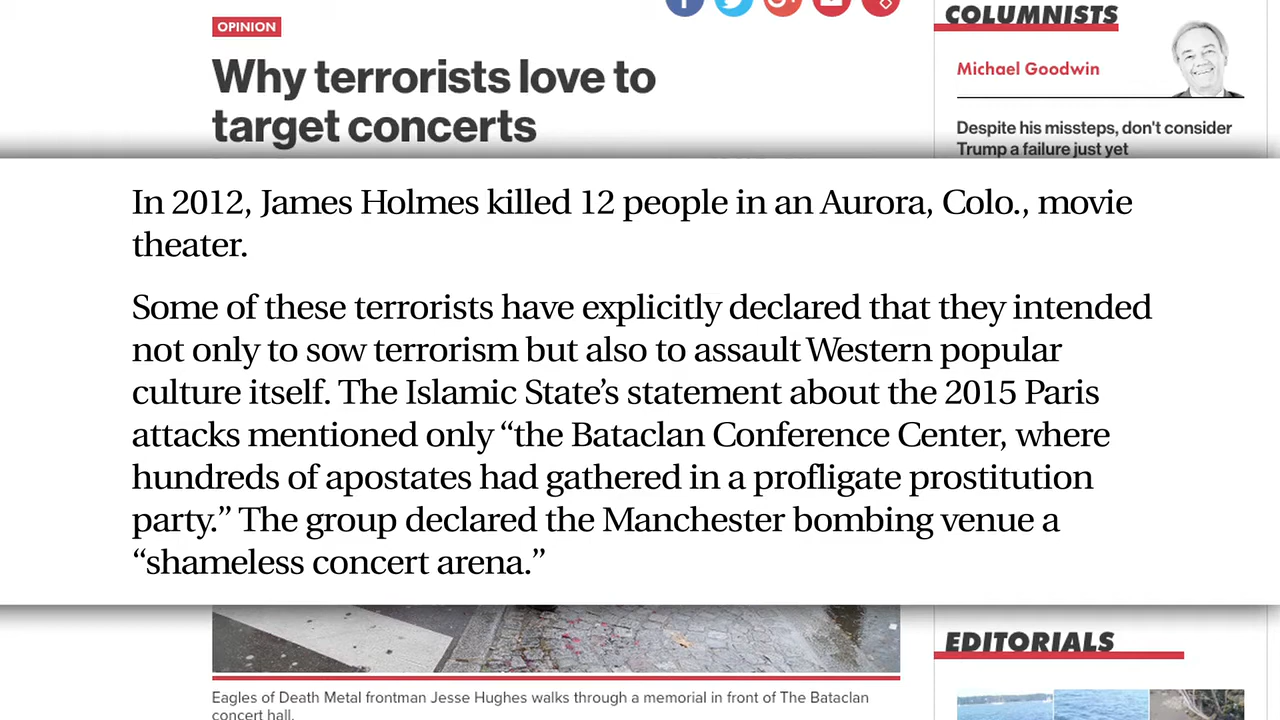 OPINION
Why terrorists love to
target concerts
COLUMNISTS
Michael Goodwin
Despite his missteps, don't consider
Trump a failure just yet
In 2012, James Holmes killed 12 people in an Aurora, Colo., movie
theater.
Some of these terrorists have explicitly declared that they intended
not only to sow terrorism but also to assault Western popular
culture itself. The Islamic State’s statement about the 2015 Paris
attacks mentioned only “the Bataclan Conference Center, where
hundreds of apostates had gathered in a profligate prostitution
party.” The group declared the Manchester bombing venue a
“shameless concert arena.”
Eagles of Death Metal frontman Jesse Hughes walks through a memorial in front of The Bataclan
concert hall.
EDITORIALS